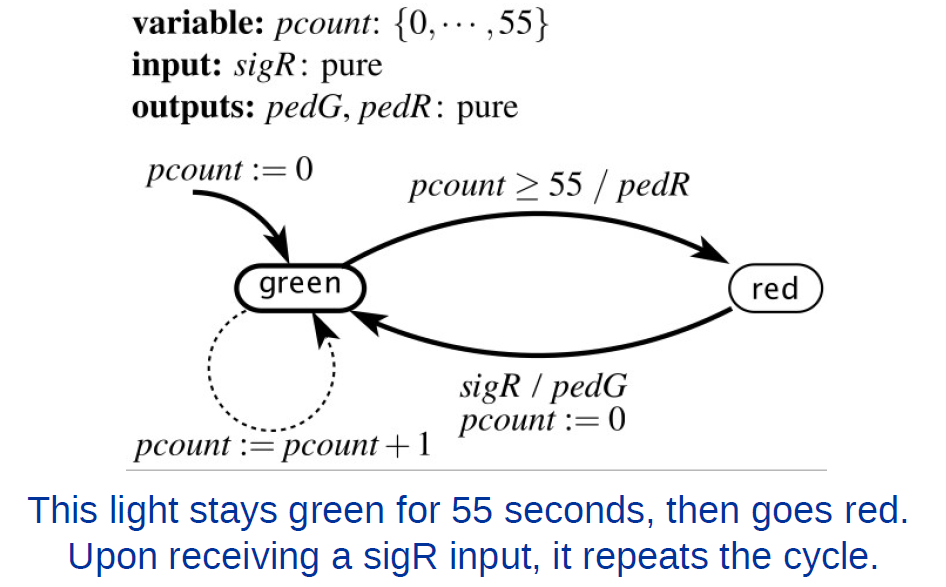 variable: pcount: {0, ··· , 55}
input: sigR: pure
outputs: pedG, pedR: pure
pcount := 0
pcount ≥ 55 / pedR
green
red
sigR / pedG
pcount := 0
pcount := pcount + 1
This light stays green for 55 seconds, then goes red.
Upon receiving a sigR input, it repeats the cycle.